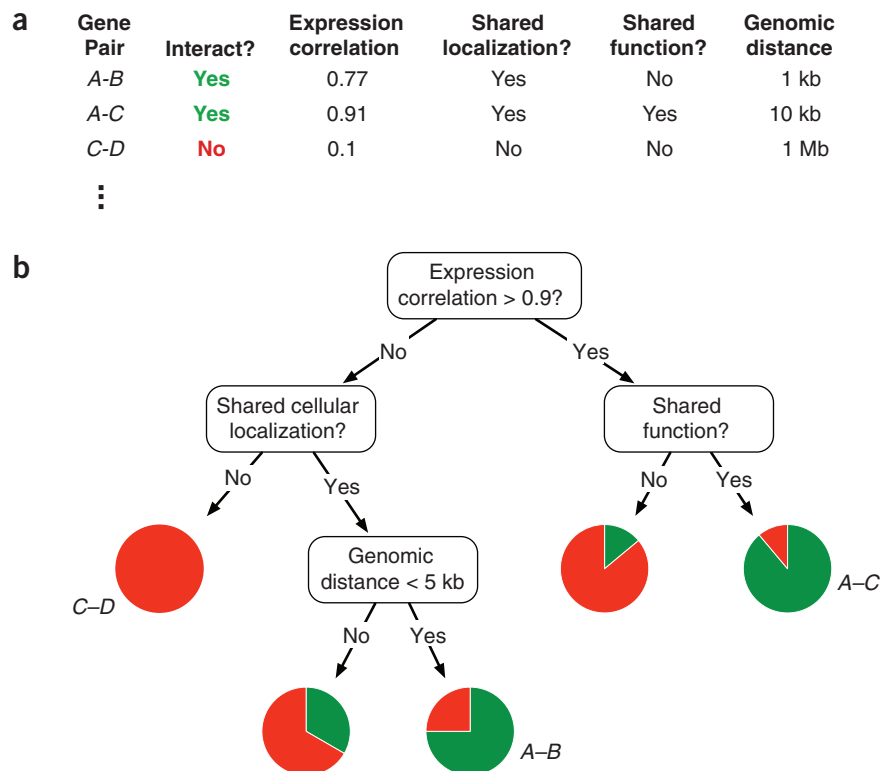 a
Gene Pair Interact? Expression correlation Shared localization? Shared function? Genomic distance
A-B Yes 0.77 Yes No 1 kb
A-C Yes 0.91 Yes Yes 10 kb
C-D No 0.1 No No 1 Mb
⋮
b
Expression
correlation > 0.9?
No
Yes
Shared cellular
localization?
Shared
function?
No
Yes
No
Yes
Genomic
distance < 5 kb
C–D
A–C
No
Yes
A–B